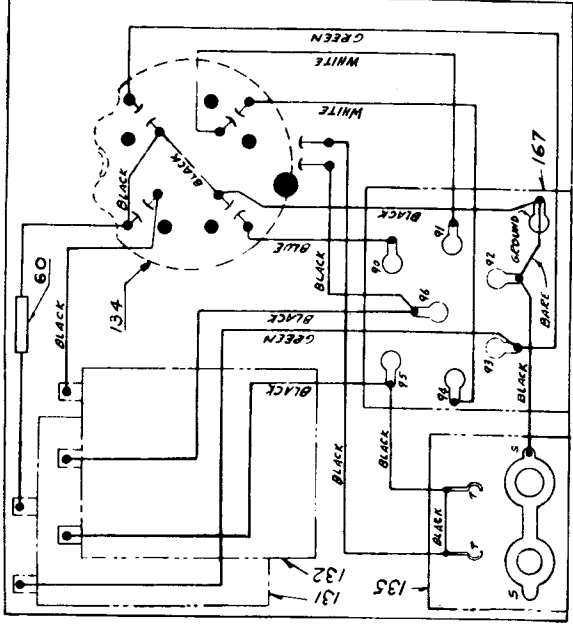 GREEN
WHITE
WHITE
BLACK
BLACK
167
BLACK
GROUND
BLUE
91
60
134
BLACK
90
92
BARE
BLACK
BLACK
96
GREEN
93
BLACK
BLACK
95
94
BLACK
BLACK
S
T
BLACK
T
S
132
131
135